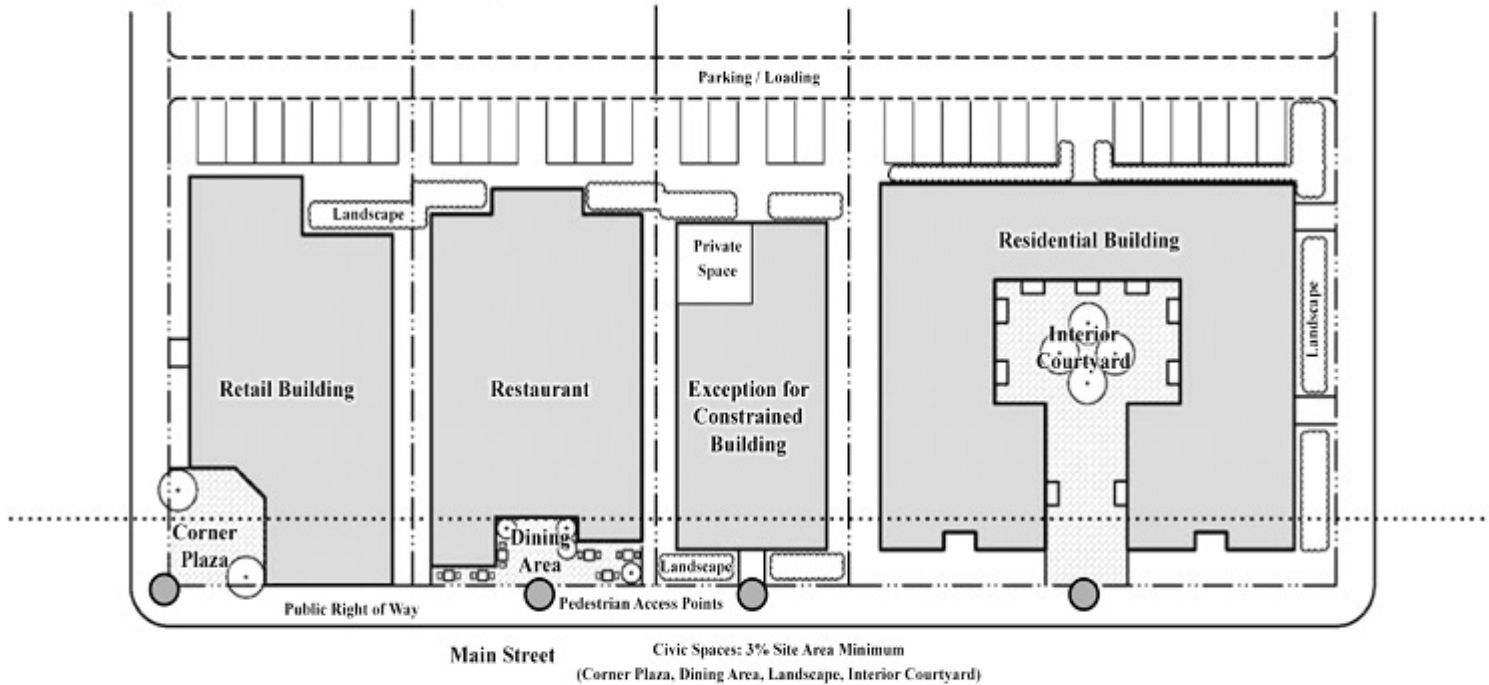 Parking / Loading
Landscape
Private
Space
Residential Building
Landscape
Interior
Courtyard
Retail Building
Restaurant
Exception for
Constrained
Building
Corner
Plaza
Dining
Area
Landscape
Public Right of Way
Pedestrian Access Points
Main Street
Civic Spaces: 3% Site Area Minimum
(Corner Plaza, Dining Area, Landscape, Interior Courtyard)